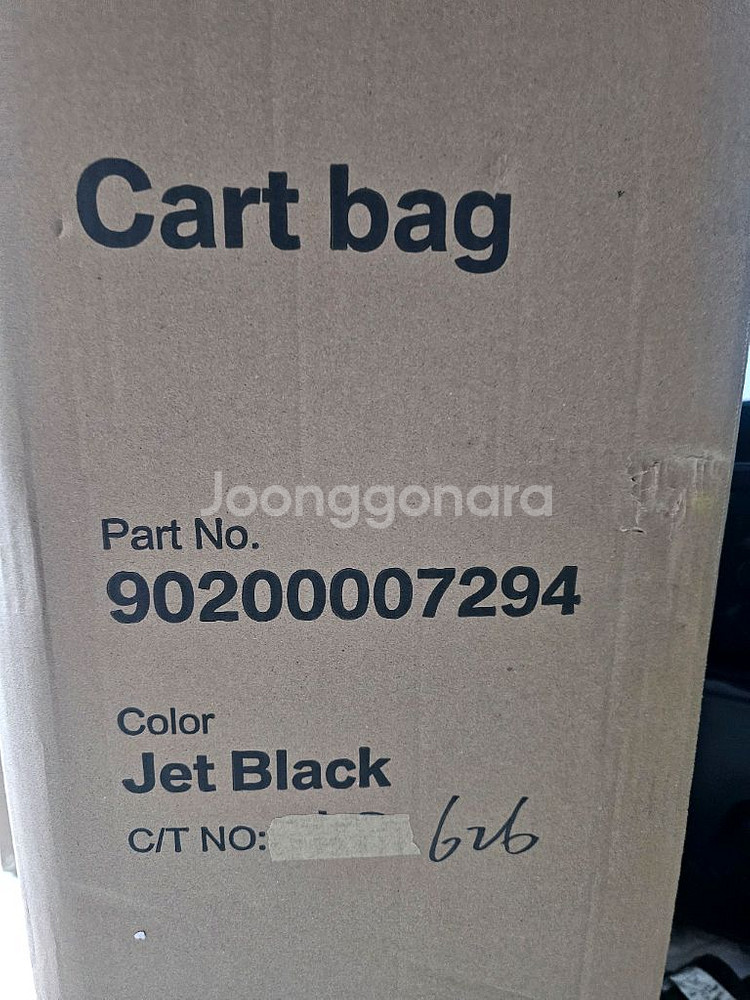 Cart bag
Joonggonara
Part No.
90200007294
Color
Jet Black
C/T NO: 626